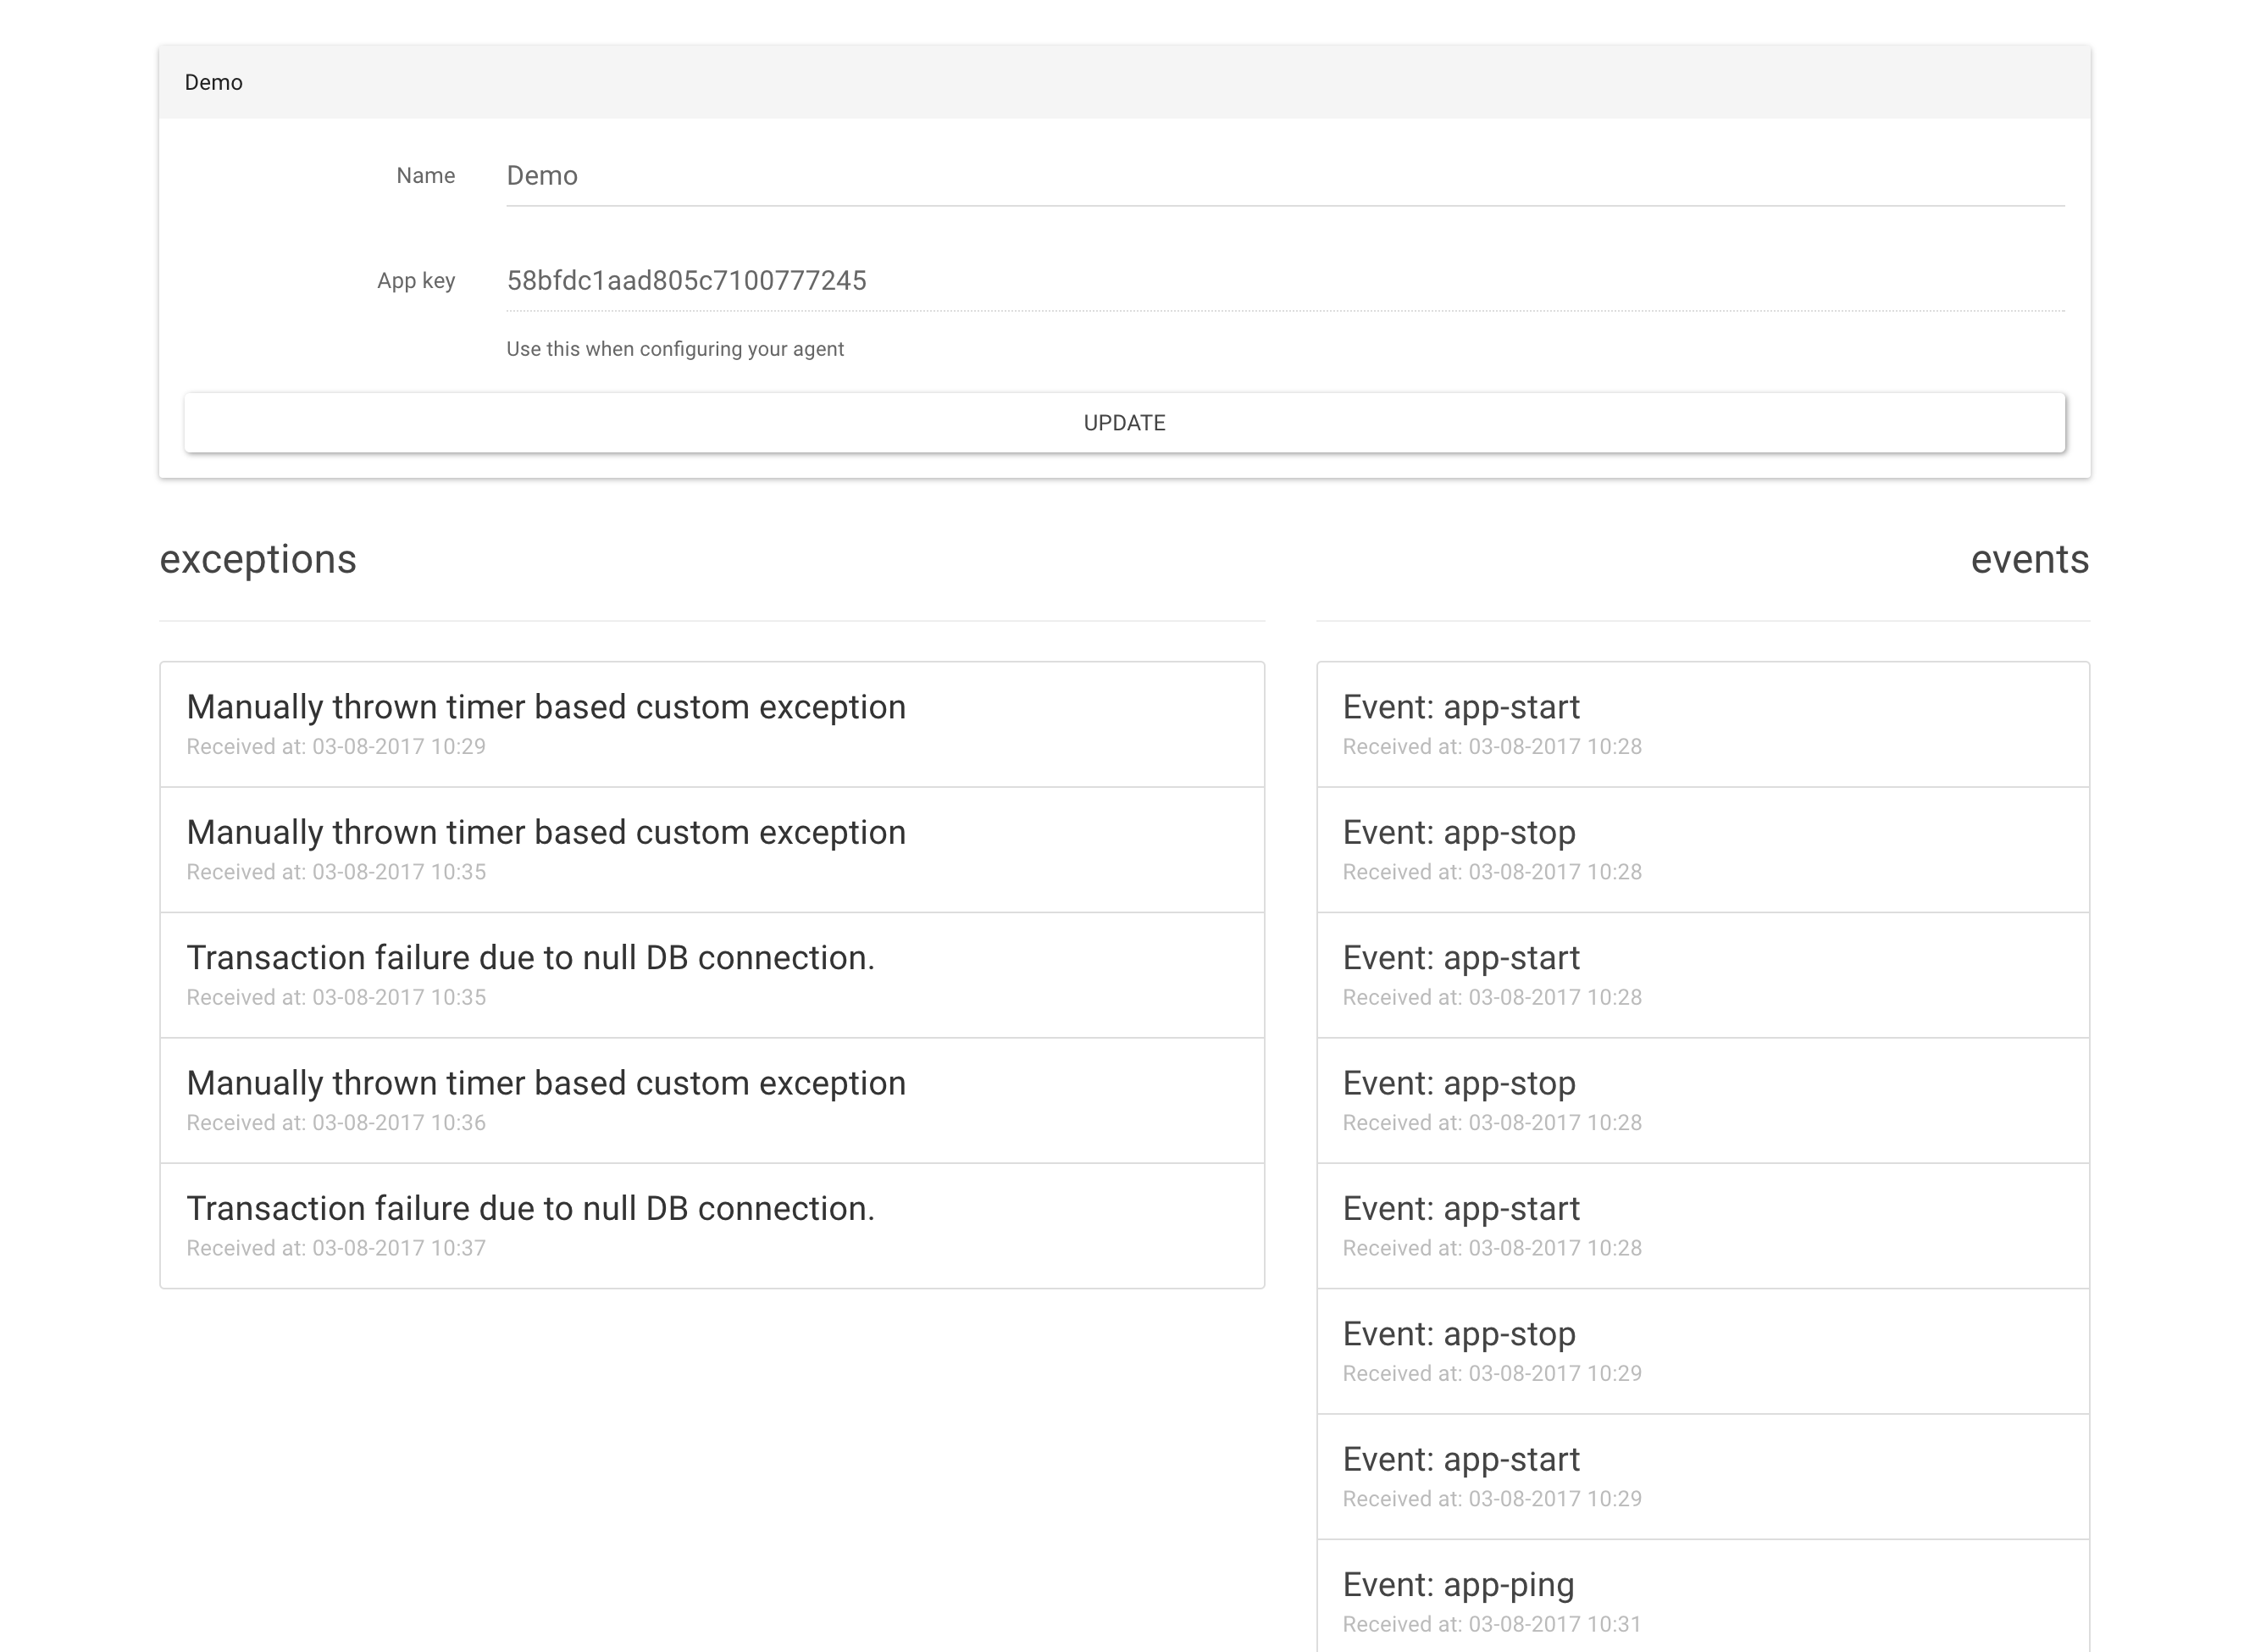 Demo
Name
Demo
App key
58bfdc1aad805c7100777245
Use this when configuring your agent
UPDATE
exceptions
Manually thrown timer based custom exception
Received at: 03-08-2017 10:29
Manually thrown timer based custom exception
Received at: 03-08-2017 10:35
Transaction failure due to null DB connection.
Received at: 03-08-2017 10:35
Manually thrown timer based custom exception
Received at: 03-08-2017 10:36
Transaction failure due to null DB connection.
Received at: 03-08-2017 10:37
events
Event: app-start
Received at: 03-08-2017 10:28
Event: app-stop
Received at: 03-08-2017 10:28
Event: app-start
Received at: 03-08-2017 10:28
Event: app-stop
Received at: 03-08-2017 10:28
Event: app-start
Received at: 03-08-2017 10:28
Event: app-stop
Received at: 03-08-2017 10:29
Event: app-start
Received at: 03-08-2017 10:29
Event: app-ping
Received at: 03-08-2017 10:31